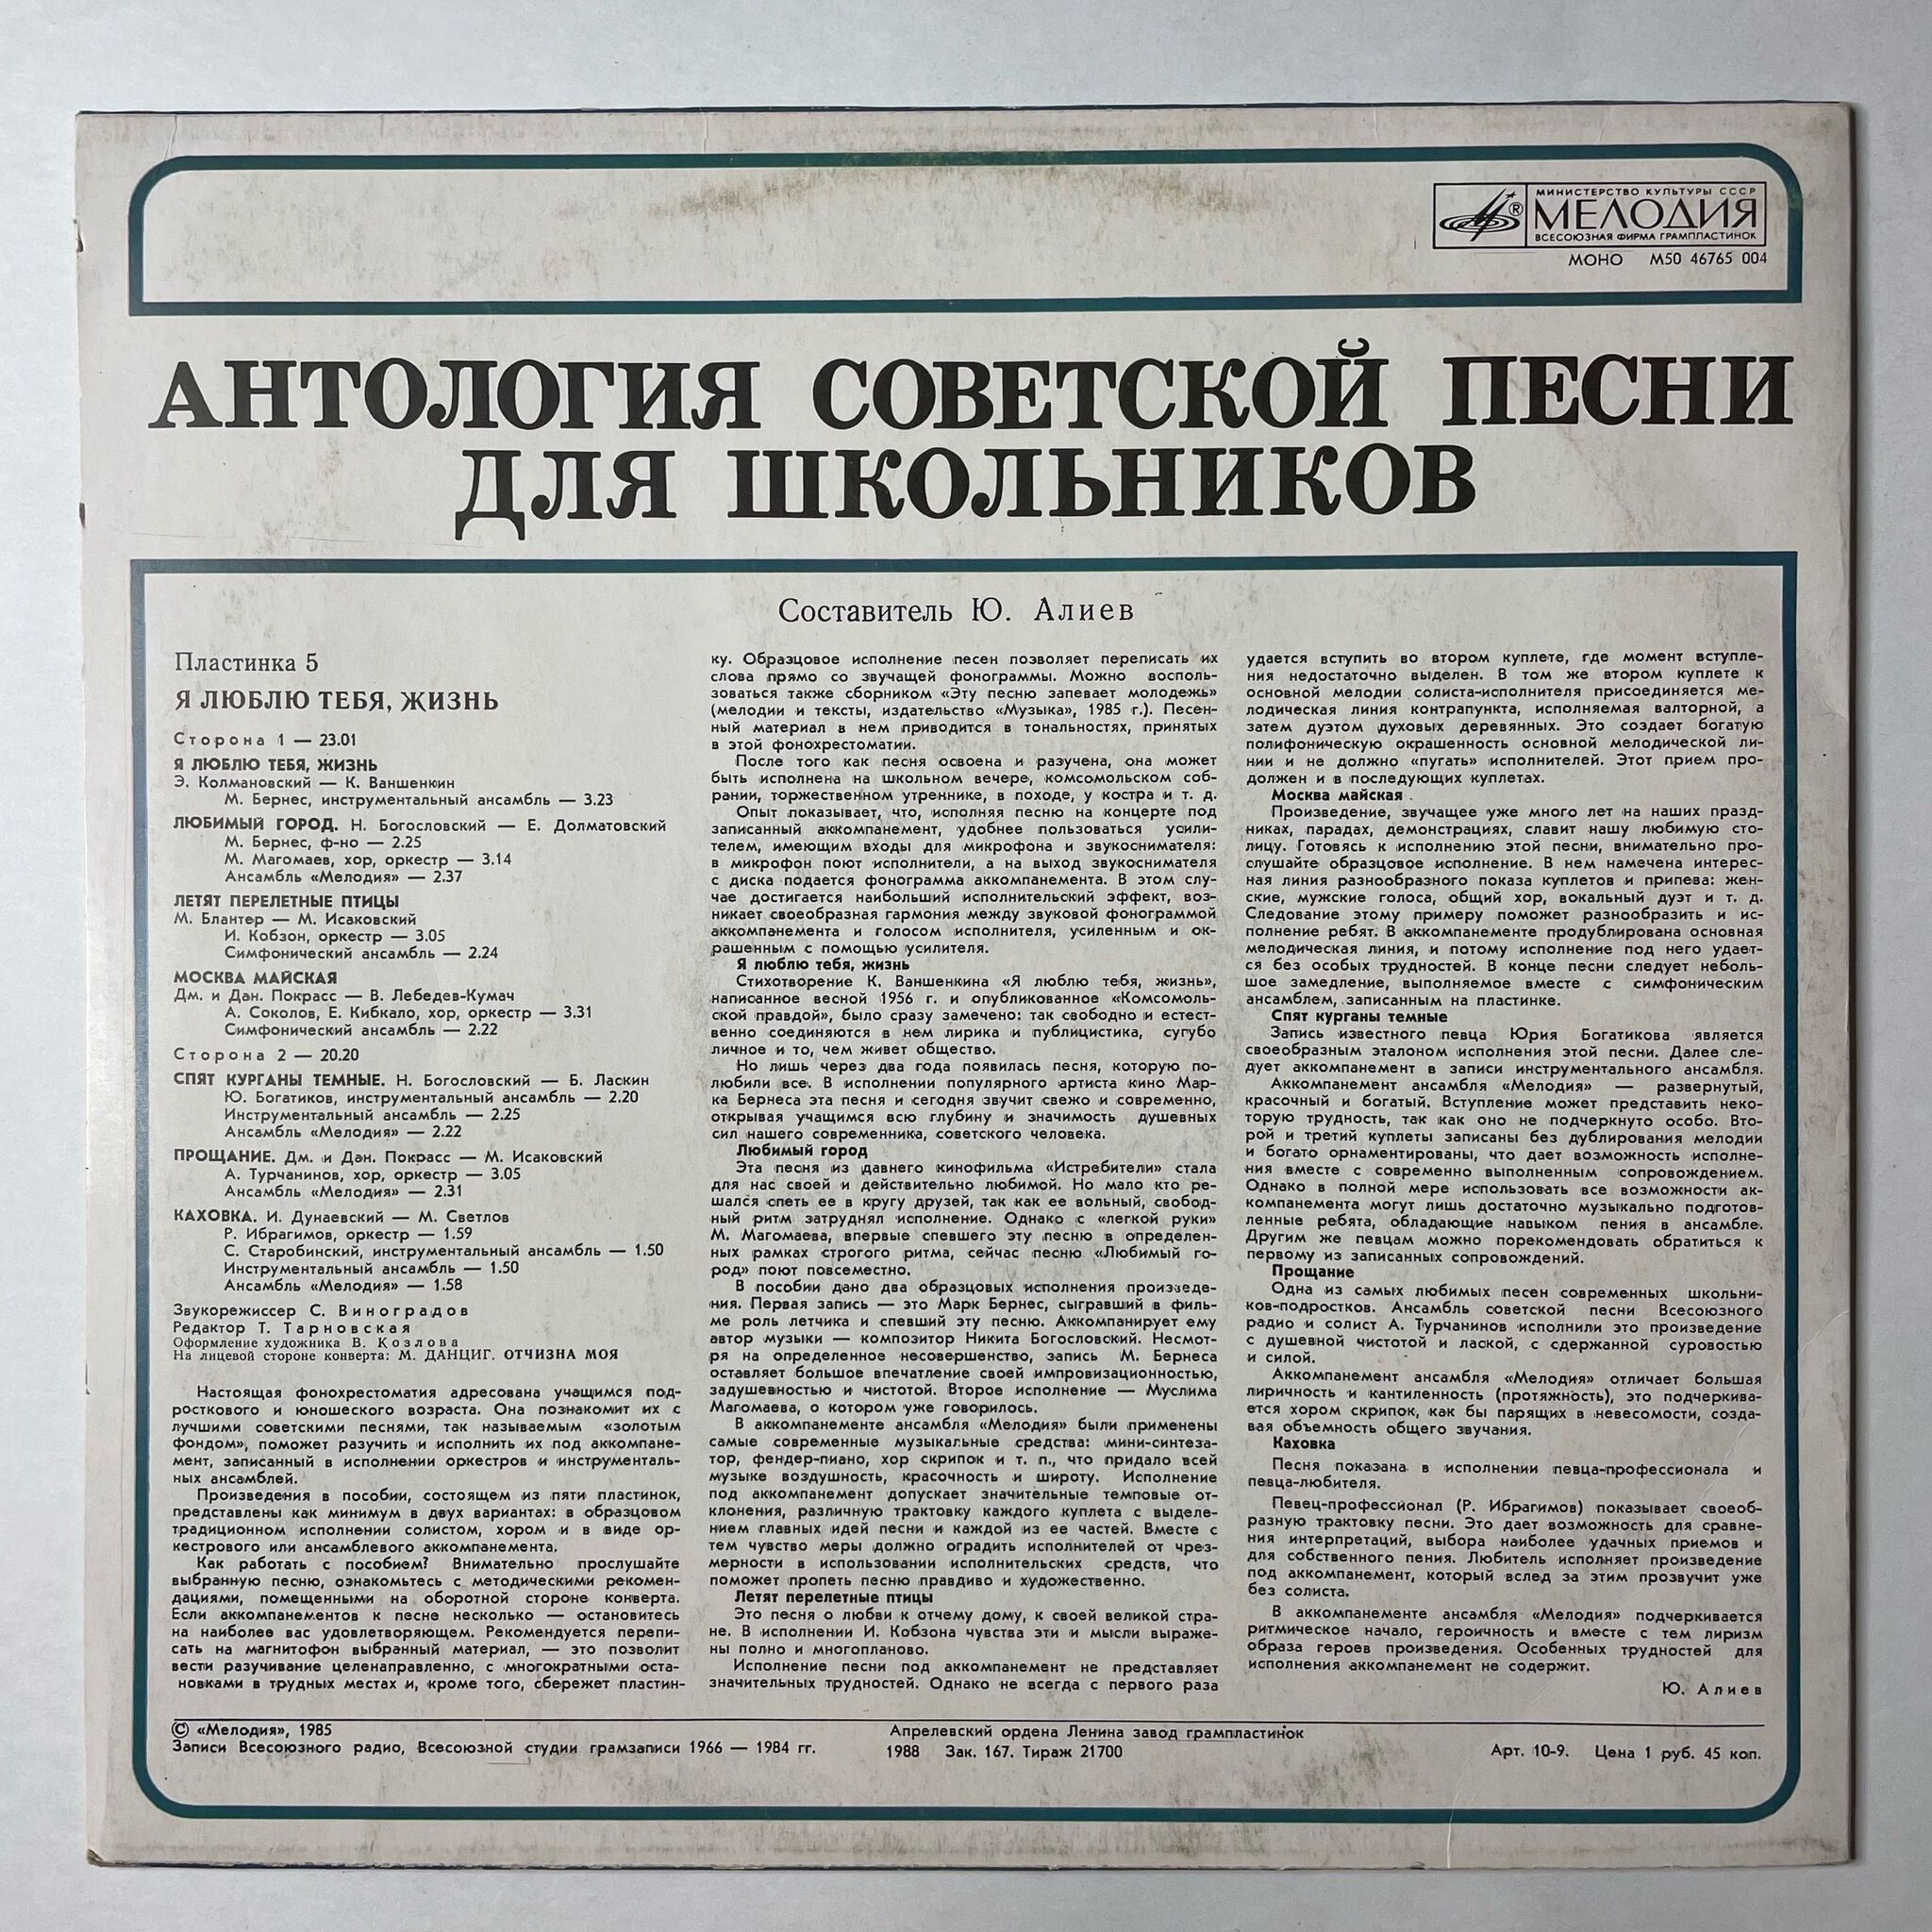 МИНИСТЕРСТВО КУЛЬТУРЫ СССР
® МЕЛОДИЯ
ВСЕСОЮЗНАЯ ФИРМА ГРАМПЛАСТИНОК
МОНО М50 46765 004
АНТОЛОГИЯ СОВЕТСКОЙ ПЕСНИ
ДЛЯ ШКОЛЬНИКОВ
Составитель Ю. Алиев
Пластинка 5
Я ЛЮБЛЮ ТЕБЯ, ЖИЗНЬ
Сторона 1 — 23.01
Я ЛЮБЛЮ ТЕБЯ, ЖИЗНЬ
Э. Колмановский — К. Ваншенкин
М. Бернес, инструментальный ансамбль — 3.23
ЛЮБИМЫЙ ГОРОД. Н. Богословский — Е. Долматовский
М. Бернес, ф-но — 2.25
М. Магомаев, хор, оркестр — 3.14
Ансамбль «Мелодия» — 2.37
ЛЕТЯТ ПЕРЕЛЕТНЫЕ ПТИЦЫ
М. Блантер — М. Исаковский
И. Кобзон, оркестр — 3.05
Симфонический ансамбль — 2.24
МОСКВА МАЙСКАЯ
Дм. и Дан. Покрасс — В. Лебедев-Кумач
А. Соколов, Е. Кибкало, хор, оркестр — 3.31
Симфонический ансамбль — 2.22
Сторона 2 — 20.20
СПЯТ КУРГАНЫ ТЕМНЫЕ. Н. Богословский — Б. Ласкин
Ю. Богатиков, инструментальный ансамбль — 2.20
Инструментальный ансамбль — 2.25
Ансамбль «Мелодия» — 2.22
ПРОЩАНИЕ. Дм. и Дан. Покрасс — М. Исаковский
А. Турчанинов, хор, оркестр — 3.05
Ансамбль «Мелодия» — 2.31
КАХОВКА. И. Дунаевский — М. Светлов
Р. Ибрагимов, оркестр — 1.59
С. Старобинский, инструментальный ансамбль — 1.50
Инструментальный ансамбль — 1.50
Ансамбль «Мелодия» — 1.58
Звукорежиссер С. Виноградов
Редактор Т. Тарновская
Оформление художника В. Козлова
На лицевой стороне конверта: М. ДАНЦИГ. ОТЧИЗНА МОЯ
Настоящая фонохрестоматия адресована учащимся под-
росткового и юношеского возраста. Она познакомит их с
лучшими советскими песнями, так называемым «золотым
фондом», поможет разучить и исполнить их под аккомпане-
мент, записанный в исполнении оркестров и инструменталь-
ных ансамблей.
Произведения в пособии, состоящем из пяти пластинок,
представлены как минимум в двух вариантах: в образцовом
традиционном исполнении солистом, хором и в виде ор-
кестрового или ансамблевого аккомпанемента.
Как работать с пособием? Внимательно прослушайте
выбранную песню, ознакомьтесь с методическими рекомен-
дациями, помещенными на оборотной стороне конверта.
Если аккомпанементов к песне несколько — остановитесь
на наиболее вас удовлетворяющем. Рекомендуется перепи-
сать на магнитофон выбранный материал, — это позволит
вести разучивание целенаправленно, с многократными оста-
новками в трудных местах и, кроме того, сбережет пластин-
ку. Образцовое исполнение песен позволяет переписать их
слова прямо со звучащей фонограммы. Можно восполь-
зоваться также сборником «Эту песню запевает молодежь»
(мелодии и тексты, издательство «Музыка», 1985 г.). Песен-
ный материал в нем приводится в тональностях, принятых
в этой фонохрестоматии.
После того как песня освоена и разучена, она может
быть исполнена на школьном вечере, комсомольском соб-
рании, торжественном утреннике, в походе, у костра и т. д.
Опыт показывает, что, исполняя песню на концерте под
записанный аккомпанемент, удобнее пользоваться усили-
телем, имеющим входы для микрофона и звукоснимателя:
в микрофон поют исполнители, а на выход звукоснимателя
с диска подается фонограмма аккомпанемента. В этом слу-
чае достигается наибольший исполнительский эффект, воз-
никает своеобразная гармония между звуковой фонограммой
аккомпанемента и голосом исполнителя, усиленным и ок-
рашенным с помощью усилителя.
Я люблю тебя, жизнь
Стихотворение К. Ваншенкина «Я люблю тебя, жизнь»,
написанное весной 1956 г. и опубликованное «Комсомоль-
ской правдой», было сразу замечено: так свободно и естест-
венно соединяются в нем лирика и публицистика, сугубо
личное и то, чем живет общество.
Но лишь через два года появилась песня, которую по-
любили все. В исполнении популярного артиста кино Мар-
ка Бернеса эта песня и сегодня звучит свежо и современно,
открывая учащимся всю глубину и значимость душевных
сил нашего современника, советского человека.
Любимый город
Эта песня из давнего кинофильма «Истребители» стала
для нас своей и действительно любимой. Но мало кто ре-
шался спеть ее в кругу друзей, так как ее вольный, свобод-
ный ритм затруднял исполнение. Однако с «легкой руки»
М. Магомаева, впервые спевшего эту песню в определен-
ных рамках строгого ритма, сейчас песню «Любимый го-
род» поют повсеместно.
В пособии дано два образцовых исполнения произведе-
ния. Первая запись — это Марк Бернес, сыгравший в филь-
ме роль летчика и спевший эту песню. Аккомпанирует ему
автор музыки — композитор Никита Богословский. Несмот-
ря на определенное несовершенство, запись М. Бернеса
оставляет большое впечатление своей импровизационностью,
задушевностью и чистотой. Второе исполнение — Муслима
Магомаева, о котором уже говорилось.
В аккомпанементе ансамбля «Мелодия» были применены
самые современные музыкальные средства: мини-синтеза-
тор, фендер-пиано, хор скрипок и т. п., что придало всей
музыке воздушность, красочность и широту. Исполнение
под аккомпанемент допускает значительные темповые от-
клонения, различную трактовку каждого куплета с выделе-
нием главных идей песни и каждой из ее частей. Вместе с
тем чувство меры должно оградить исполнителей от чрез-
мерности в использовании исполнительских средств, что
поможет пропеть песню правдиво и художественно.
Летят перелетные птицы
Это песня о любви к отчему дому, к своей великой стра-
не. В исполнении И. Кобзона чувства эти и мысли выраже-
ны полно и многопланово.
Исполнение песни под аккомпанемент не представляет
значительных трудностей. Однако не всегда с первого раза
удается вступить во втором куплете, где момент вступле-
ния недостаточно выделен. В том же втором куплете к
основной мелодии солиста-исполнителя присоединяется ме-
лодическая линия контрапункта, исполняемая валторной, а
затем дуэтом духовых деревянных. Это создает богатую
полифоническую окрашенность основной мелодической ли-
нии и не должно «пугать» исполнителей. Этот прием про-
должен и в последующих куплетах.
Москва майская
Произведение, звучащее уже много лет на наших празд-
никах, парадах, демонстрациях, славит нашу любимую сто-
лицу. Готовясь к исполнению этой песни, внимательно про-
слушайте образцовое исполнение. В нем намечена интерес-
ная линия разнообразного показа куплетов и припева: жен-
ские, мужские голоса, общий хор, вокальный дуэт и т. д.
Следование этому примеру поможет разнообразить и ис-
полнение ребят. В аккомпанементе продублирована основная
мелодическая линия, и потому исполнение под него удает-
ся без особых трудностей. В конце песни следует неболь-
шое замедление, выполняемое вместе с симфоническим
ансамблем, записанным на пластинке.
Спят курганы темные
Запись известного певца Юрия Богатикова является
своеобразным эталоном исполнения этой песни. Далее сле-
дует аккомпанемент в записи инструментального ансамбля.
Аккомпанемент ансамбля «Мелодия» — развернутый,
красочный и богатый. Вступление может представить неко-
торую трудность, так как оно не подчеркнуто особо. Вто-
рой и третий куплеты записаны без дублирования мелодии
и богато орнаментированы, что дает возможность исполне-
ния вместе с современно выполненным сопровождением.
Однако в полной мере использовать все возможности ак-
компанемента могут лишь достаточно музыкально подготов-
ленные ребята, обладающие навыком пения в ансамбле.
Другим же певцам можно порекомендовать обратиться к
первому из записанных сопровождений.
Прощание
Одна из самых любимых песен современных школьни-
ков-подростков. Ансамбль советской песни Всесоюзного
радио и солист А. Турчанинов исполнили это произведение
с душевной чистотой и лаской, с сдержанной суровостью
и силой.
Аккомпанемент ансамбля «Мелодия» отличает большая
лиричность и кантиленность (протяжность), это подчеркива-
ется хором скрипок, как бы парящих в невесомости, созда-
вая объемность общего звучания.
Каховка
Песня показана в исполнении певца-профессионала и
певца-любителя.
Певец-профессионал (Р. Ибрагимов) показывает своеоб-
разную трактовку песни. Это дает возможность для сравне-
ния интерпретаций, выбора наиболее удачных приемов и
для собственного пения. Любитель исполняет произведение
под аккомпанемент, который вслед за этим прозвучит уже
без солиста.
В аккомпанементе ансамбля «Мелодия» подчеркивается
ритмическое начало, героичность и вместе с тем лиризм
образа героев произведения. Особенных трудностей для
исполнения аккомпанемент не содержит.
Ю. Алиев
© «Мелодия», 1985
Записи Всесоюзного радио, Всесоюзной студии грамзаписи 1966 — 1984 гг.
Апрелевский ордена Ленина завод грампластинок
1988 Зак. 167. Тираж 21700
Арт. 10-9. Цена 1 руб. 45 коп.